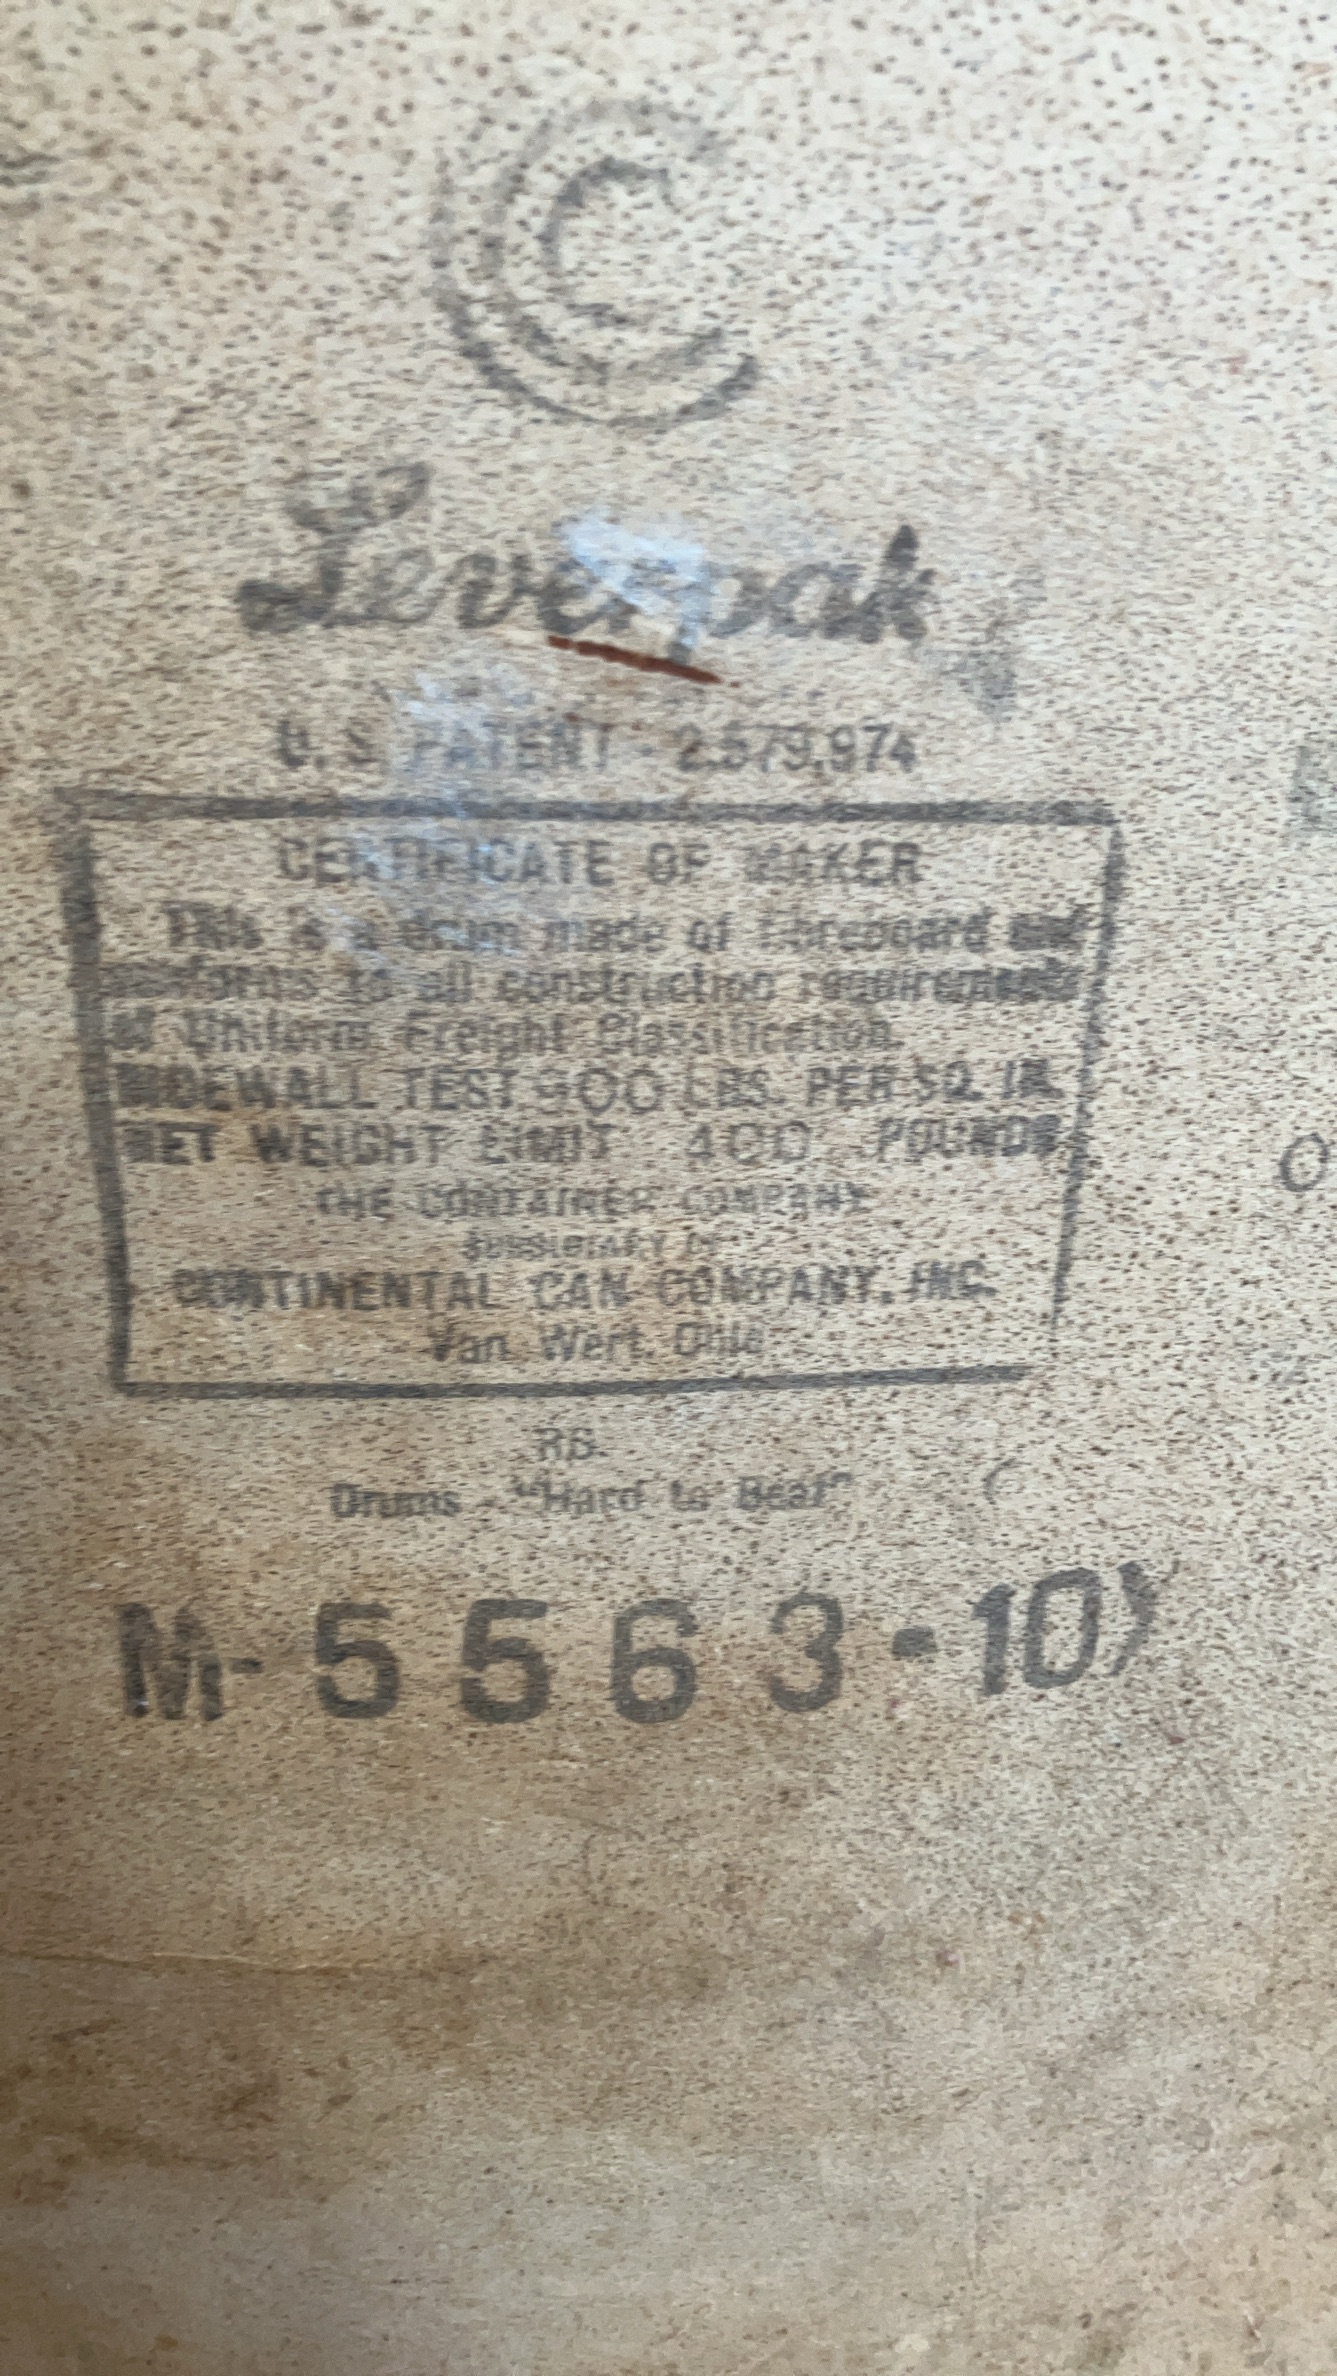 C
Leverpak
U.S. PATENT - 2,579,974
CERTIFICATE OF MAKER
This is a drum made of fibreboard and
conforms to all construction requirements
of Uniform Freight Classification.
SIDEWALL TEST 900 LBS. PER SQ. IN.
NET WEIGHT LIMIT 400 POUNDS
THE CONTAINER COMPANY
SUBSIDIARY OF
CONTINENTAL CAN COMPANY, INC.
Van Wert, Ohio
Drums - "Hard to Beat"
M-5563-10